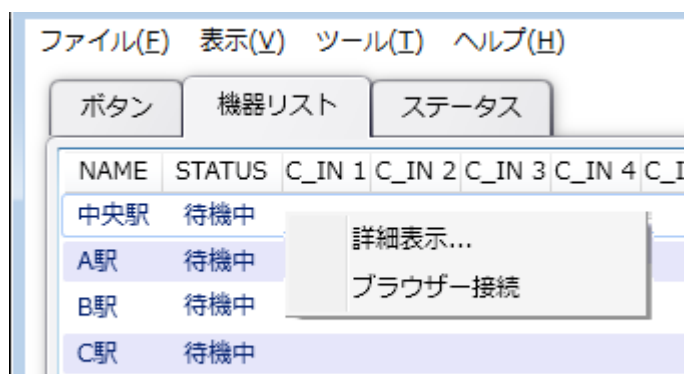 ファイル(F) 表示(V) ツール(T) ヘルプ(H)
ボタン 機器リスト ステータス
NAME STATUS C_IN 1 C_IN 2 C_IN 3 C_IN 4
中央駅 待機中
詳細表示...
A駅 待機中
ブラウザー接続
B駅 待機中
C駅 待機中